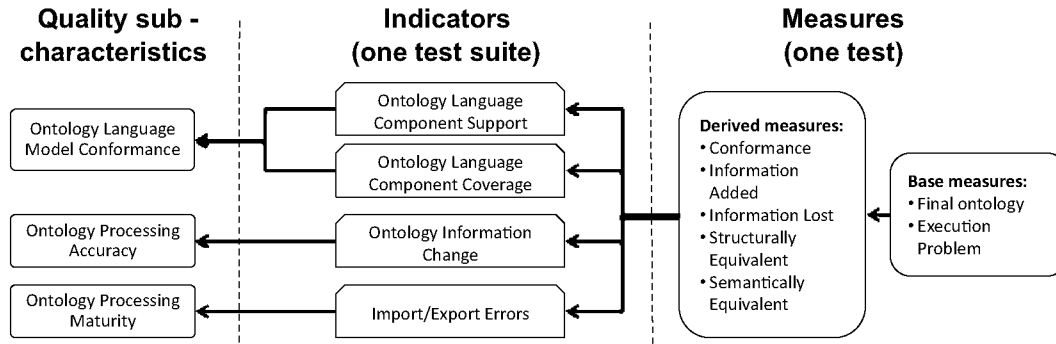 Quality sub -
characteristics
Indicators
(one test suite)
Measures
(one test)
Ontology Language
Model Conformance
Ontology Processing
Accuracy
Ontology Processing
Maturity
Ontology Language
Component Support
Ontology Language
Component Coverage
Ontology Information
Change
Import/Export Errors
Derived measures:
• Conformance
• Information
Added
• Information Lost
• Structurally
Equivalent
• Semantically
Equivalent
Base measures:
• Final ontology
• Execution
Problem